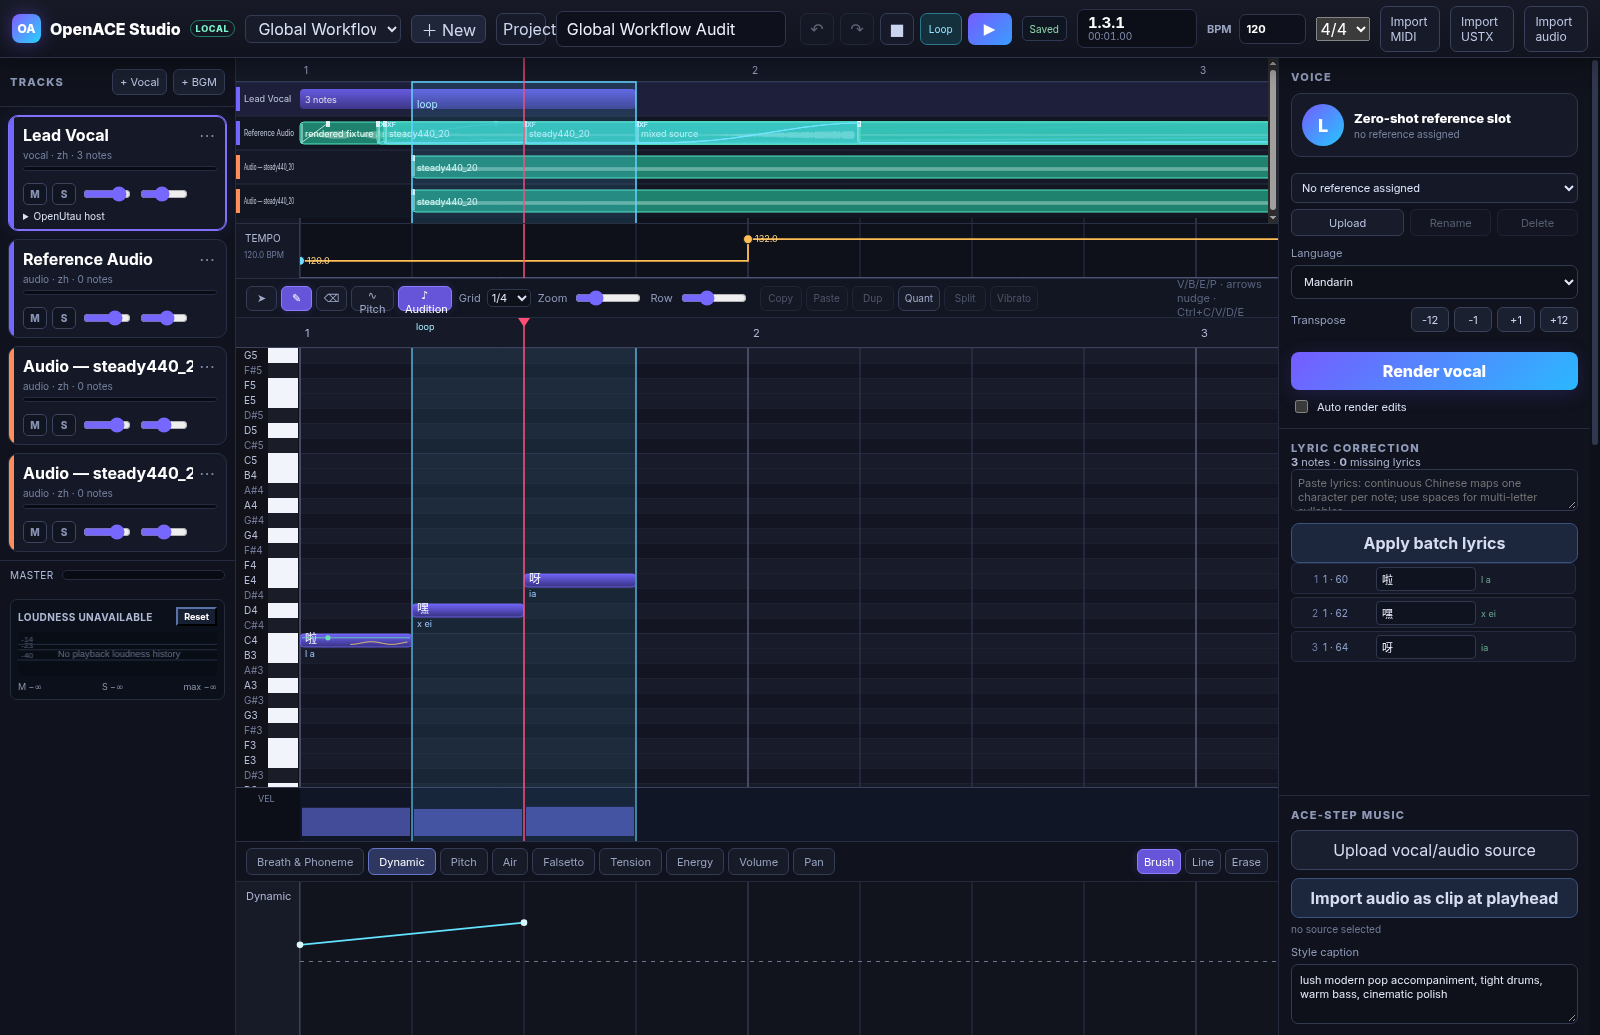 OA OpenACE Studio LOCAL Global Workflow + New Project Global Workflow Audit ↶ ↷ ■ Loop ▶ Saved 1.3.1 00:01.00 BPM 120 4/4 Import MIDI Import USTX Import audio
TRACKS + Vocal + BGM
Lead Vocal ...
vocal · zh · 3 notes
M S
▶ OpenUtau host
Reference Audio ...
audio · zh · 0 notes
M S
Audio — steady440_2 ...
audio · zh · 0 notes
M S
Audio — steady440_2 ...
audio · zh · 0 notes
M S
MASTER
LOUDNESS UNAVAILABLE Reset
-14
-23
-40
No playback loudness history
M −∞ S −∞ max −∞
1 2 3
Lead Vocal 3 notes loop
Reference Audio rendered fixture steady440_20 steady440_20 mixed source
Audio — steady440_20 steady440_20
Audio — steady440_20 steady440_20
TEMPO
120.0 BPM
120.0
132.0
Pitch Audition Grid 1/4 Zoom Row Copy Paste Dup Quant Split Vibrato
V/B/E/P · arrows
nudge ·
Ctrl+C/V/D/E
loop
1 2 3
G5
F#5
F5
E5
D#5
D5
C#5
C5
B4
A#4
A4
G#4
G4
F#4
F4
E4 呀
D#4 ia
D4 嘿
C#4 x ei
C4 啦
B3 l a
A#3
A3
G#3
G3
F#3
F3
E3
D#3
VEL
Breath & Phoneme Dynamic Pitch Air Falsetto Tension Energy Volume Pan Brush Line Erase
Dynamic
VOICE
L Zero-shot reference slot
no reference assigned
No reference assigned
Upload Rename Delete
Language
Mandarin
Transpose -12 -1 +1 +12
Render vocal
Auto render edits
LYRIC CORRECTION
3 notes · 0 missing lyrics
Paste lyrics: continuous Chinese maps one
character per note; use spaces for multi-letter
Apply batch lyrics
1 1 · 60 啦 l a
2 1 · 62 嘿 x ei
3 1 · 64 呀 ia
ACE-STEP MUSIC
Upload vocal/audio source
Import audio as clip at playhead
no source selected
Style caption
lush modern pop accompaniment, tight drums,
warm bass, cinematic polish